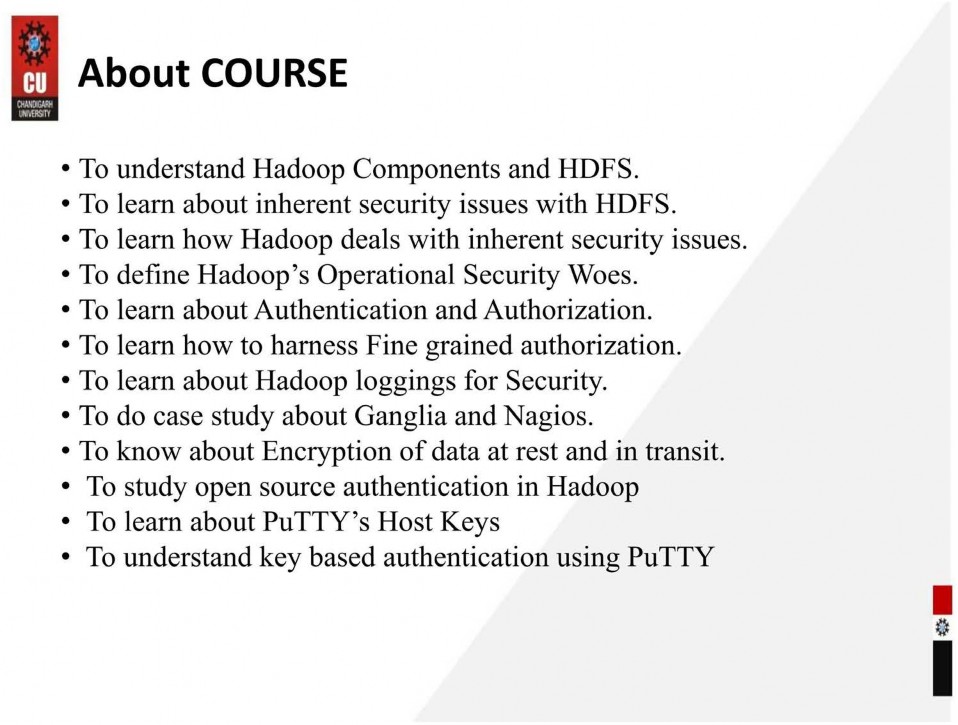 CU
CHANDIGARH
UNIVERSITY
About COURSE
• To understand Hadoop Components and HDFS.
• To learn about inherent security issues with HDFS.
• To learn how Hadoop deals with inherent security issues.
• To define Hadoop’s Operational Security Woes.
• To learn about Authentication and Authorization.
• To learn how to harness Fine grained authorization.
• To learn about Hadoop loggings for Security.
• To do case study about Ganglia and Nagios.
• To know about Encryption of data at rest and in transit.
• To study open source authentication in Hadoop
• To learn about PuTTY’s Host Keys
• To understand key based authentication using PuTTY